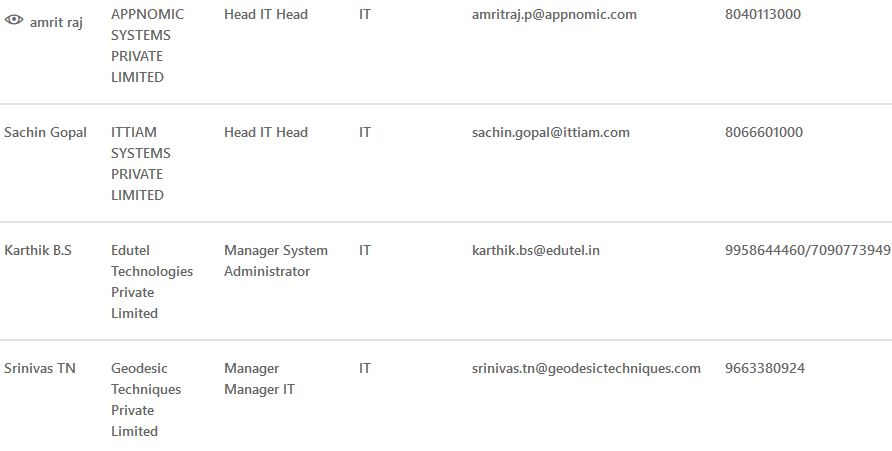 amrit raj APPNOMIC Head IT Head IT amritraj.p@appnomic.com 8040113000
SYSTEMS
PRIVATE
LIMITED
Sachin Gopal ITTIAM Head IT Head IT sachin.gopal@ittiam.com 8066601000
SYSTEMS
PRIVATE
LIMITED
Karthik B.S Edutel Manager System IT karthik.bs@edutel.in 9958644460/7090773949
Technologies Administrator
Private
Limited
Srinivas TN Geodesic Manager IT srinivas.tn@geodesictechniques.com 9663380924
Techniques Manager IT
Private
Limited